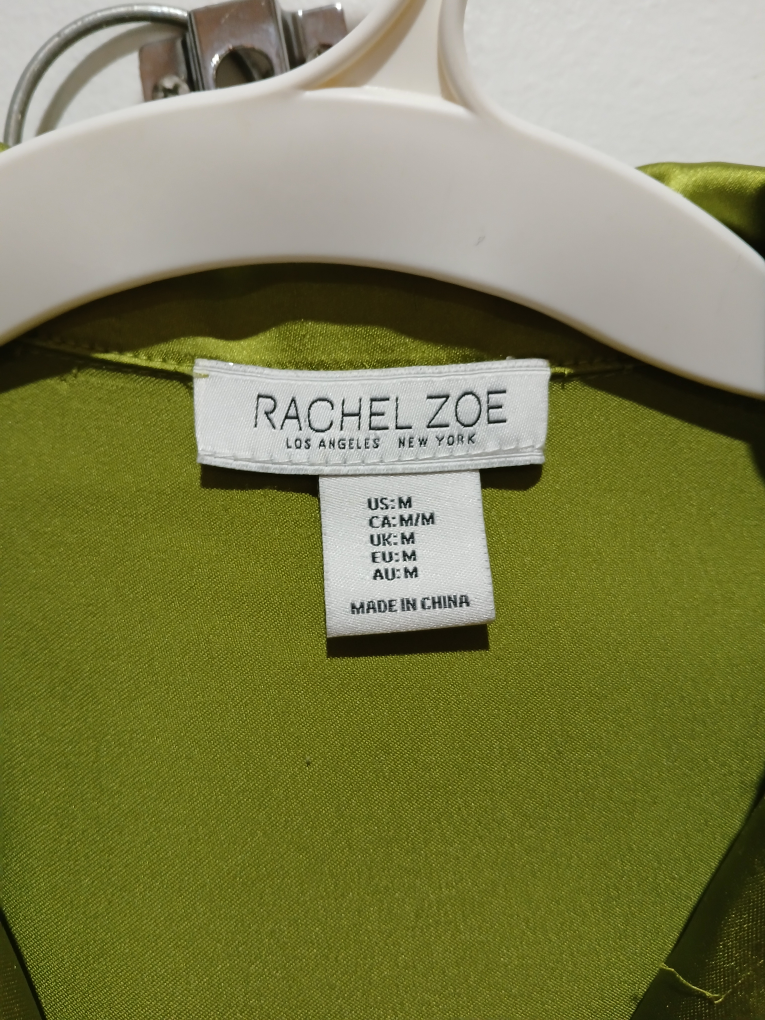 RACHEL ZOE
LOS ANGELES NEW YORK
US:M
CA:M/M
UK:M
EU:M
AU:M
MADE IN CHINA